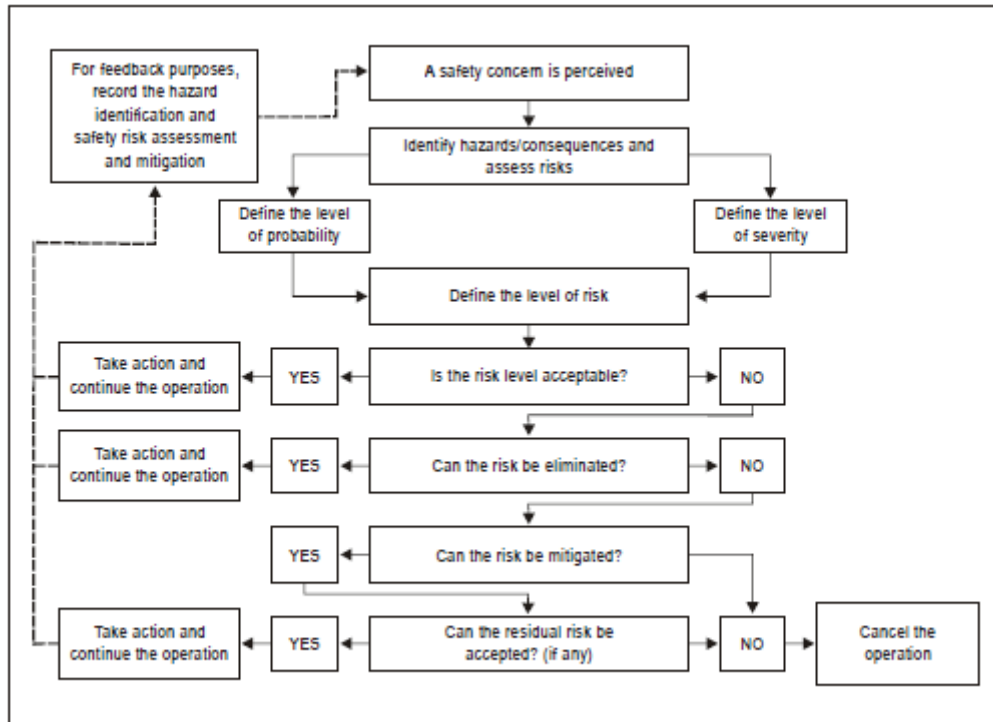 For feedback purposes,
record the hazard
identification and
safety risk assessment
and mitigation
A safety concern is perceived
Identify hazards/consequences and
assess risks
Define the level
of probability
Define the level
of severity
Define the level of risk
Take action and
continue the operation
YES
Is the risk level acceptable?
NO
Take action and
continue the operation
YES
Can the risk be eliminated?
NO
YES
Can the risk be mitigated?
Take action and
continue the operation
YES
Can the residual risk be
accepted? (if any)
NO
Cancel the
operation